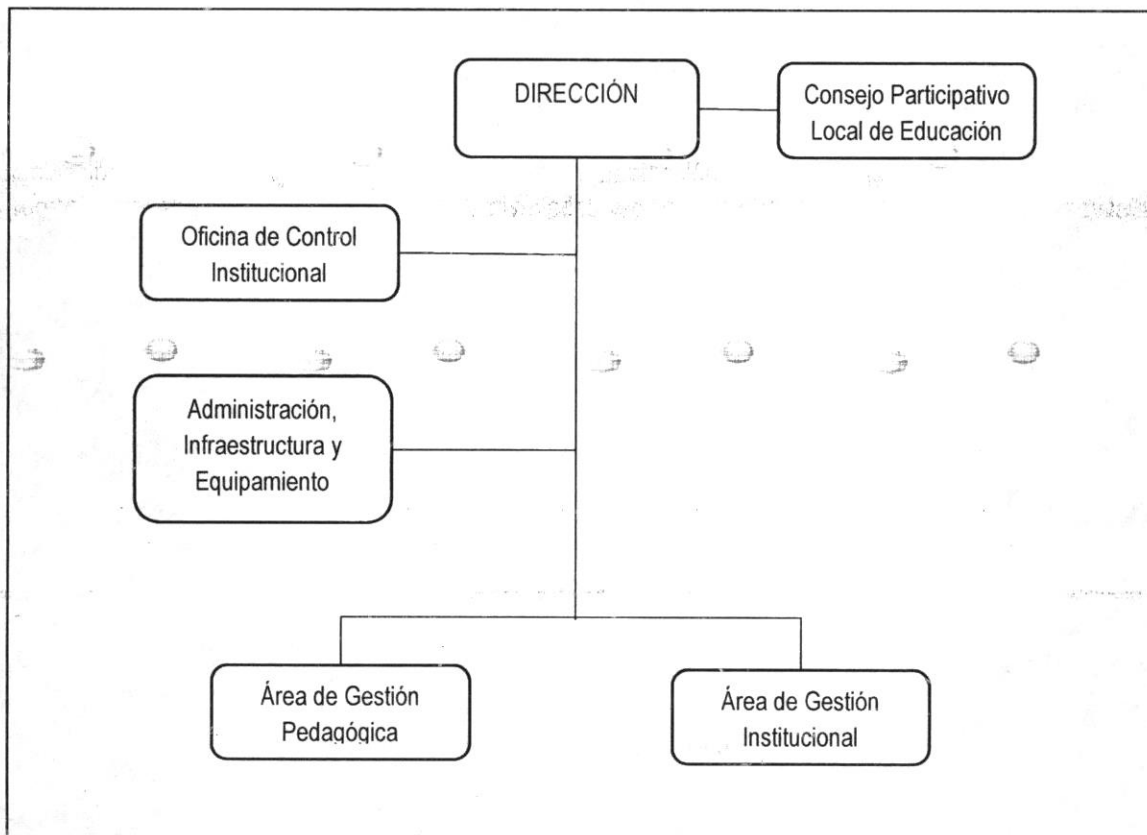 DIRECCIÓN
Consejo Participativo
Local de Educación
Oficina de Control
Institucional
Administración,
Infraestructura y
Equipamiento
Área de Gestión
Pedagógica
Área de Gestión
Institucional